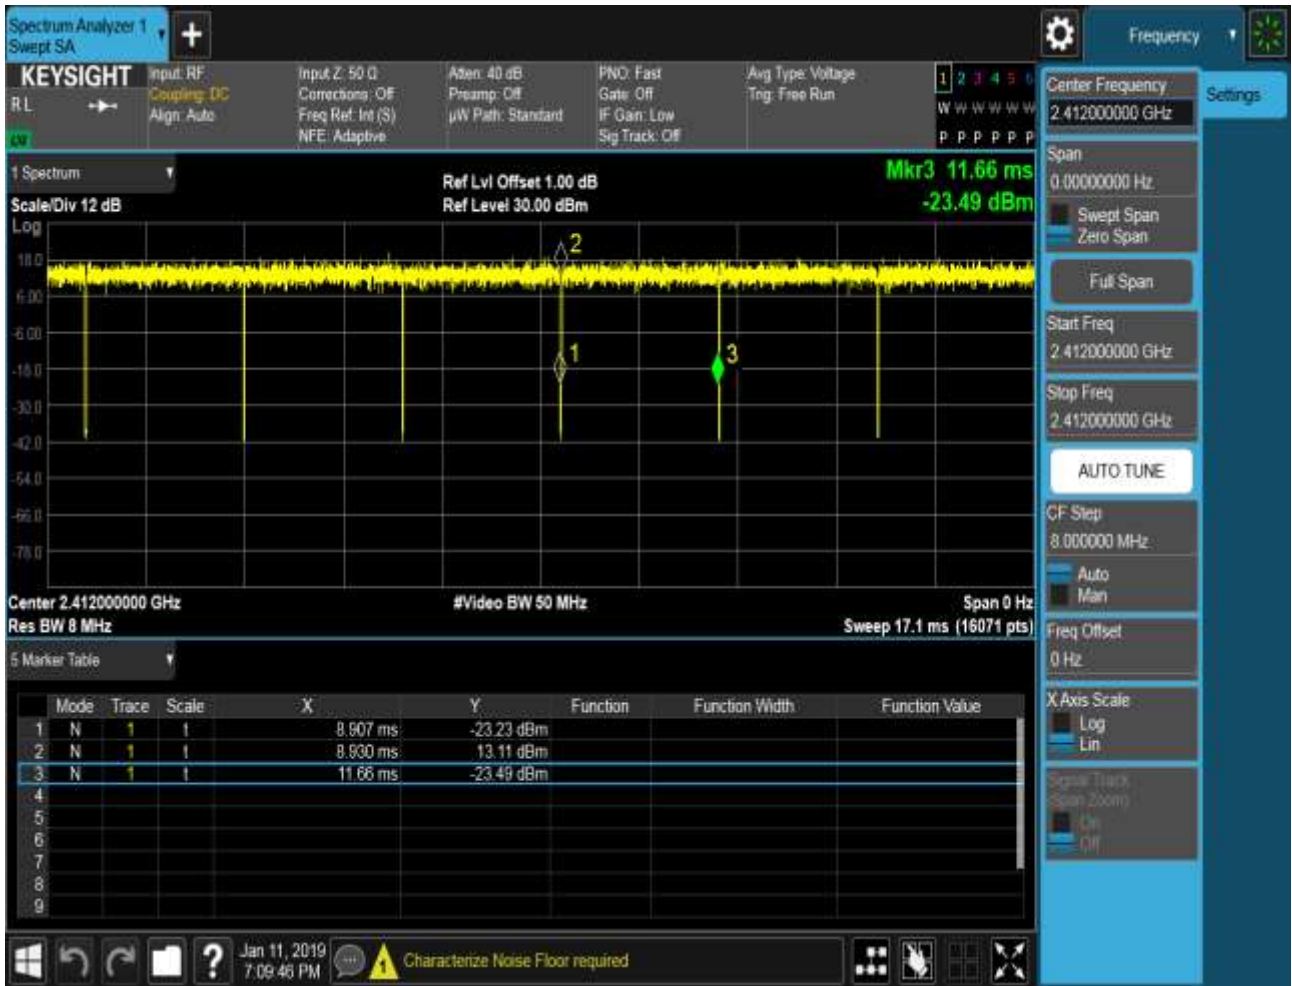 Spectrum Analyzer 1
Swept SA
+
Frequency
KEYSIGHT
RL
LXI
Input: RF
Coupling: DC
Align: Auto
Input Z: 50 Ω
Corrections: Off
Freq Ref: Int (S)
NFE: Adaptive
Atten: 40 dB
Preamp: Off
µW Path: Standard
PNO: Fast
Gate: Off
IF Gain: Low
Sig Track: Off
Avg Type: Voltage
Trig: Free Run
1 2 3 4 5 6
W W W W W W
P P P P P P
Center Frequency
2.412000000 GHz
Settings
1 Spectrum
Scale/Div 12 dB
Ref Lvl Offset 1.00 dB
Ref Level 30.00 dBm
Mkr3 11.66 ms
-23.49 dBm
Log
18.0
6.00
-6.00
-18.0
-30.0
-42.0
-54.0
-66.0
-78.0
2
1
3
Center 2.412000000 GHz
#Video BW 50 MHz
Span 0 Hz
Res BW 8 MHz
Sweep 17.1 ms (16071 pts)
Span
0.00000000 Hz
Swept Span
Zero Span
Full Span
Start Freq
2.412000000 GHz
Stop Freq
2.412000000 GHz
AUTO TUNE
CF Step
8.000000 MHz
Auto
Man
Freq Offset
0 Hz
X Axis Scale
Log
Lin
Signal Track
(Span Zoom)
On
Off
5 Marker Table
Mode Trace Scale X Y Function Function Width Function Value
1 N 1 t 8.907 ms -23.23 dBm
2 N 1 t 8.930 ms 13.11 dBm
3 N 1 t 11.66 ms -23.49 dBm
4
5
6
7
8
9
?
Jan 11, 2019
7:09:46 PM
1
Characterize Noise Floor required